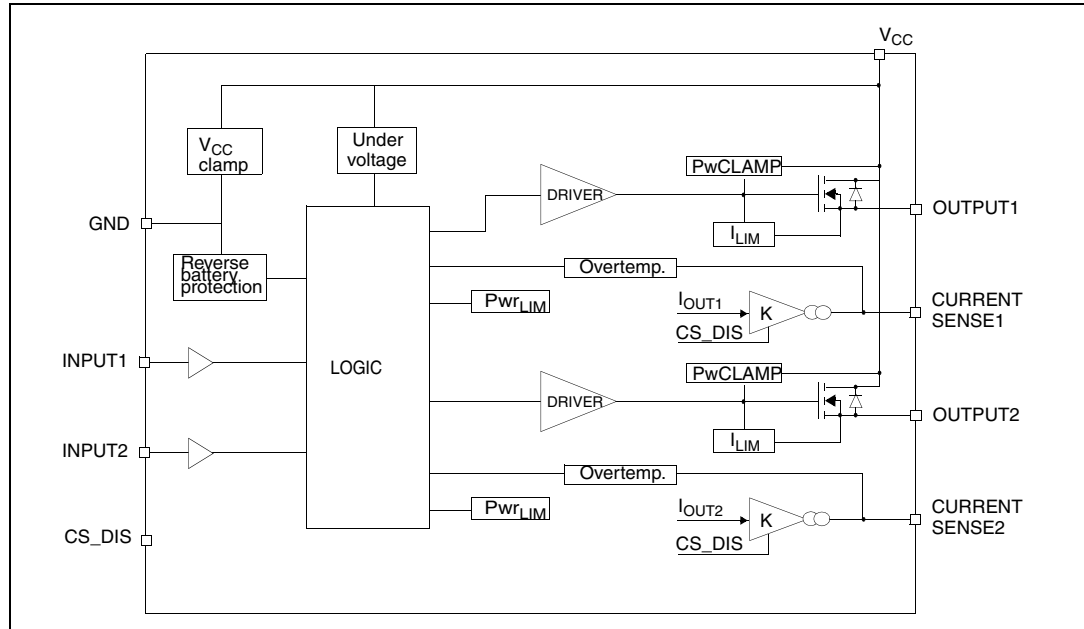 VCC
VCC
clamp
Under
voltage
PwCLAMP
DRIVER
GND
OUTPUT1
ILIM
Reverse
battery
protection
Overtemp.
PwrLIM
IOUT1
K
CURRENT
SENSE1
CS_DIS
INPUT1
LOGIC
PwCLAMP
DRIVER
OUTPUT2
INPUT2
ILIM
Overtemp.
PwrLIM
IOUT2
K
CURRENT
SENSE2
CS_DIS
CS_DIS